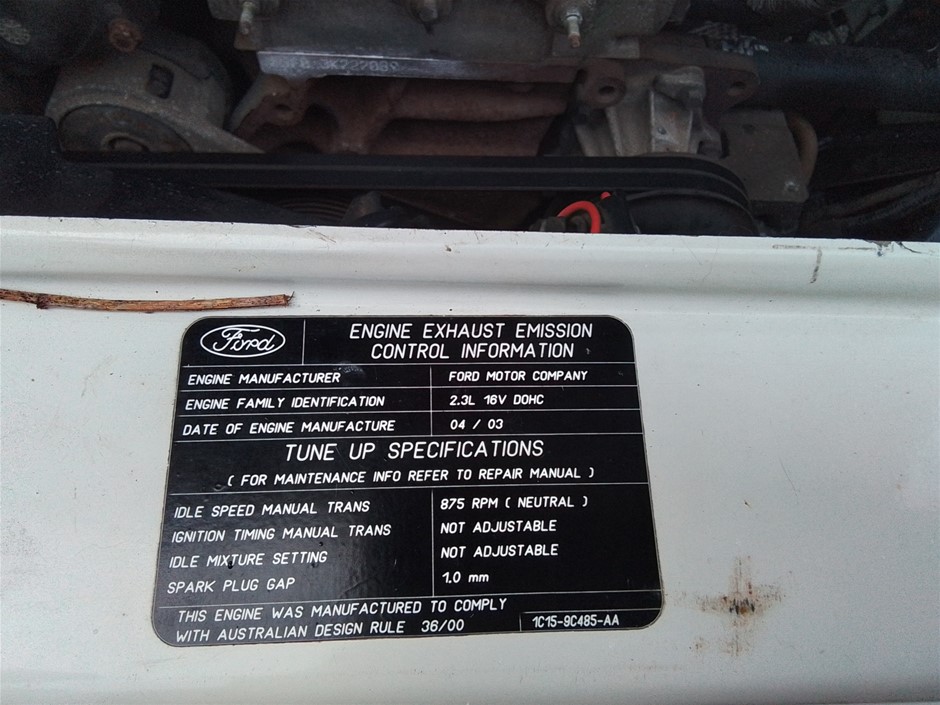 Ford
ENGINE EXHAUST EMISSION
CONTROL INFORMATION
ENGINE MANUFACTURER FORD MOTOR COMPANY
ENGINE FAMILY IDENTIFICATION 2.3L 16V DOHC
DATE OF ENGINE MANUFACTURE 04 / 03
TUNE UP SPECIFICATIONS
( FOR MAINTENANCE INFO REFER TO REPAIR MANUAL )
IDLE SPEED MANUAL TRANS 875 RPM ( NEUTRAL )
IGNITION TIMING MANUAL TRANS NOT ADJUSTABLE
IDLE MIXTURE SETTING NOT ADJUSTABLE
SPARK PLUG GAP 1.0 mm
THIS ENGINE WAS MANUFACTURED TO COMPLY
WITH AUSTRALIAN DESIGN RULE 36/00
1C15-9C485-AA